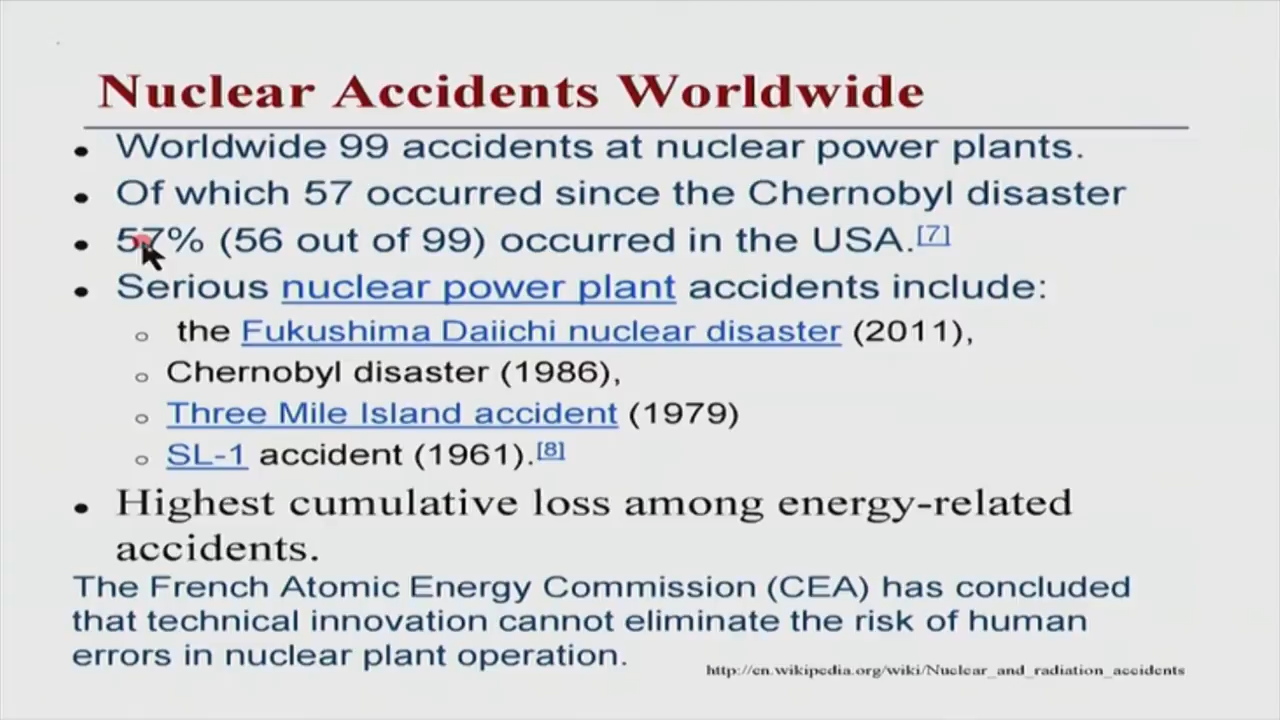 Nuclear Accidents Worldwide
• Worldwide 99 accidents at nuclear power plants.
• Of which 57 occurred since the Chernobyl disaster
• 57% (56 out of 99) occurred in the USA.[7]
• Serious nuclear power plant accidents include:
o the Fukushima Daiichi nuclear disaster (2011),
o Chernobyl disaster (1986),
o Three Mile Island accident (1979)
o SL-1 accident (1961).[8]
• Highest cumulative loss among energy-related
accidents.
The French Atomic Energy Commission (CEA) has concluded
that technical innovation cannot eliminate the risk of human
errors in nuclear plant operation.
http://en.wikipedia.org/wiki/Nuclear_and_radiation_accidents